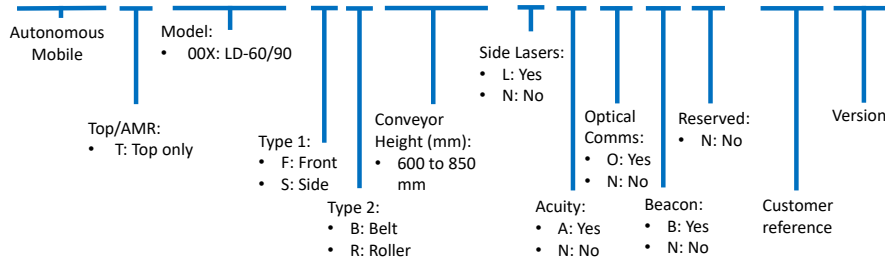 Autonomous
Mobile
Model:
• 00X: LD-60/90
Top/AMR:
• T: Top only
Type 1:
• F: Front
• S: Side
Type 2:
• B: Belt
• R: Roller
Conveyor
Height (mm):
• 600 to 850
mm
Side Lasers:
• L: Yes
• N: No
Acuity:
• A: Yes
• N: No
Optical
Comms:
• O: Yes
• N: No
Beacon:
• B: Yes
• N: No
Reserved:
• N: No
Customer
reference
Version